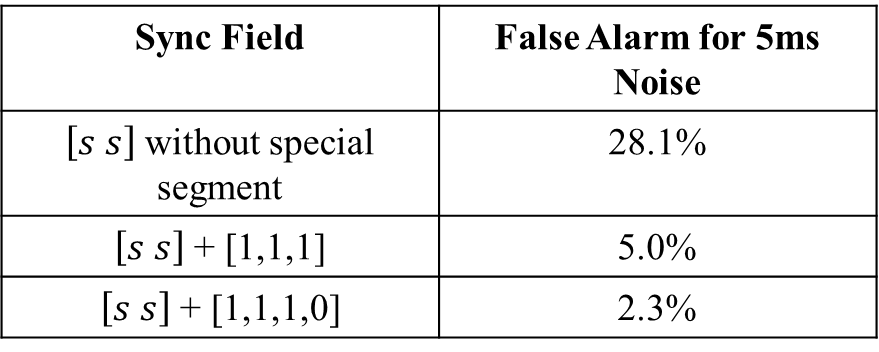 Sync Field
False Alarm for 5ms
Noise
[s s] without special
segment
28.1%
[s s] + [1,1,1]
5.0%
[s s] + [1,1,1,0]
2.3%